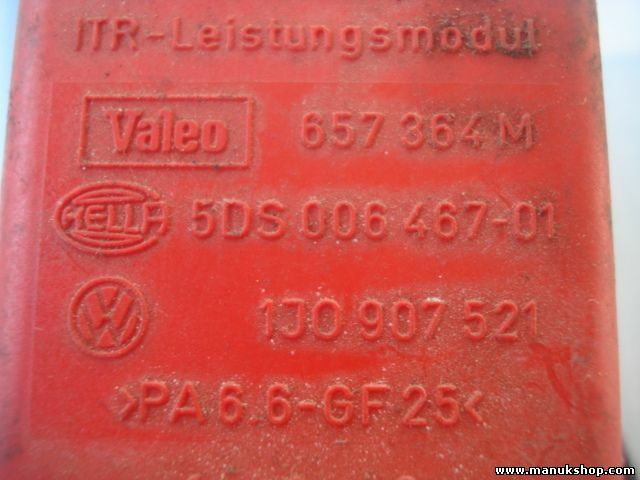 ITR-Leistungsmodul
Valeo 657 364 M
HELLA 5DS 006 467-01
VW 1J0 907 521
>PA 6.6-GF 25<
www.manukshop.com